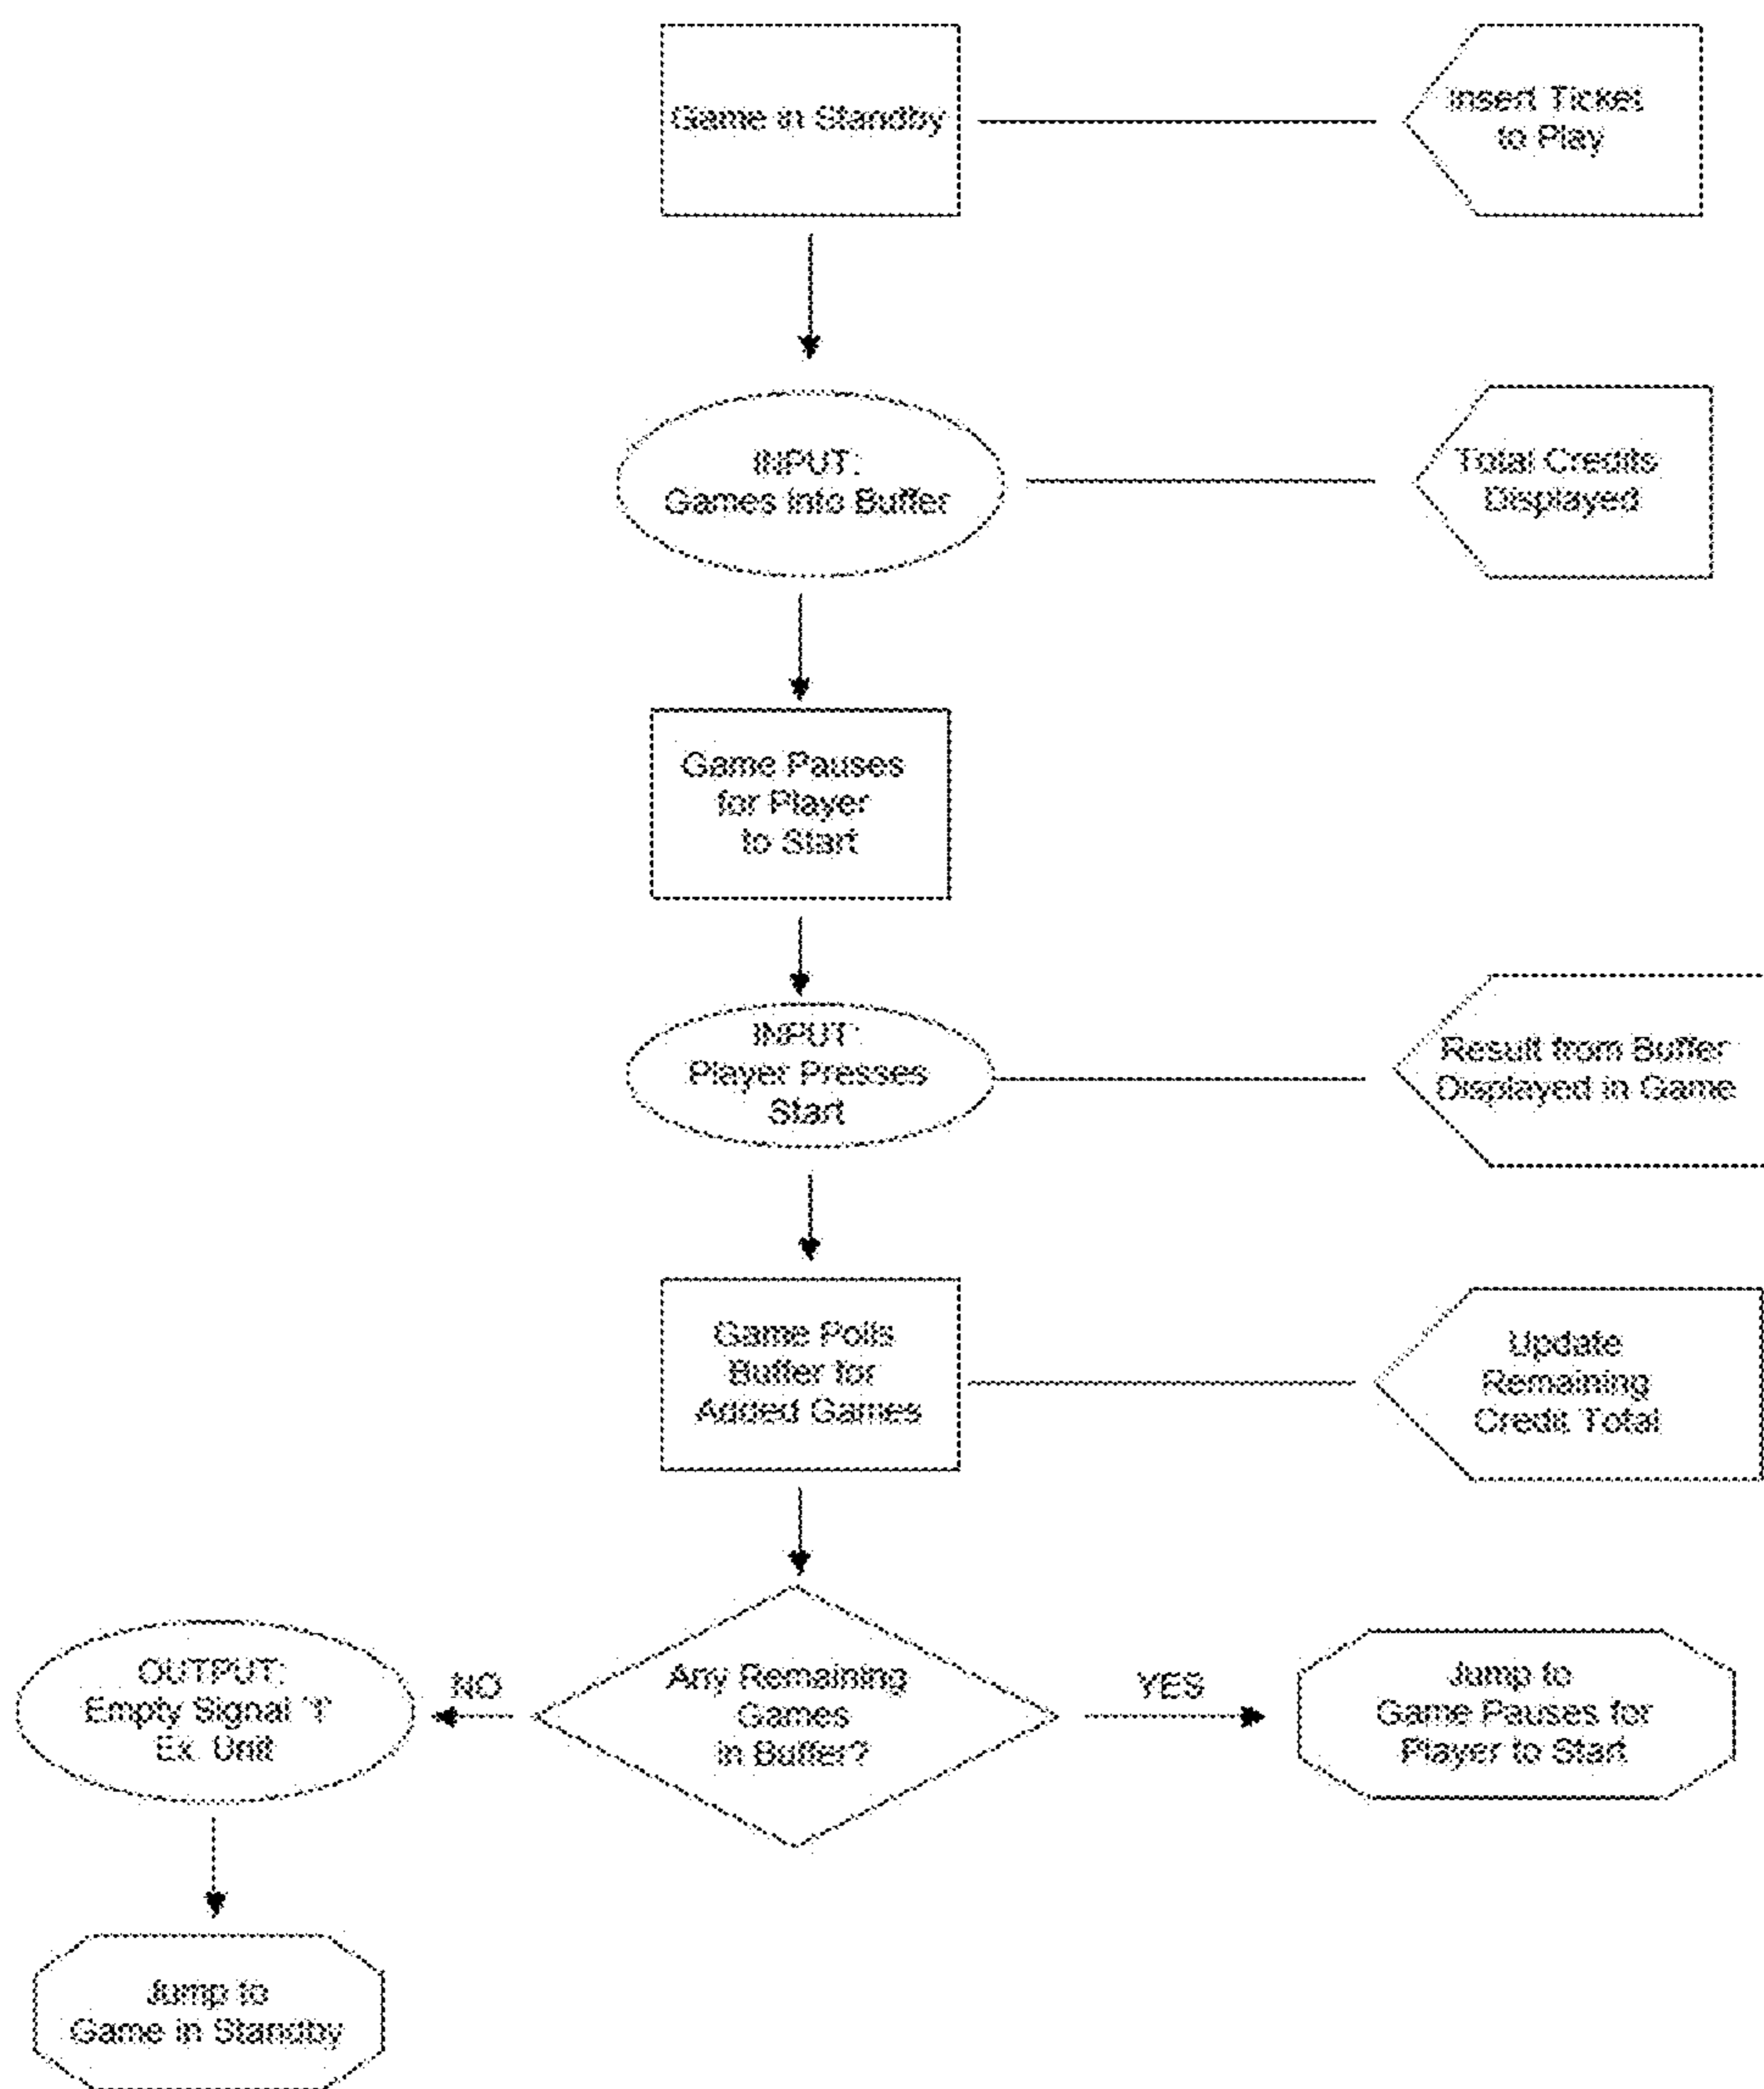 Game in Standby
Insert Ticket
to Play
INPUT:
Games into Buffer
Total Credits
Displayed
Game Pauses
for Player
to Start
INPUT:
Player Presses
Start
Result from Buffer
Displayed in Game
Game Polls
Buffer for
Added Games
Update
Remaining
Credit Total
Any Remaining
Games
in Buffer?
NO
YES
OUTPUT:
Empty Signal
Ex. Unit
Jump to
Game Pauses for
Player to Start
Jump to
Game in Standby